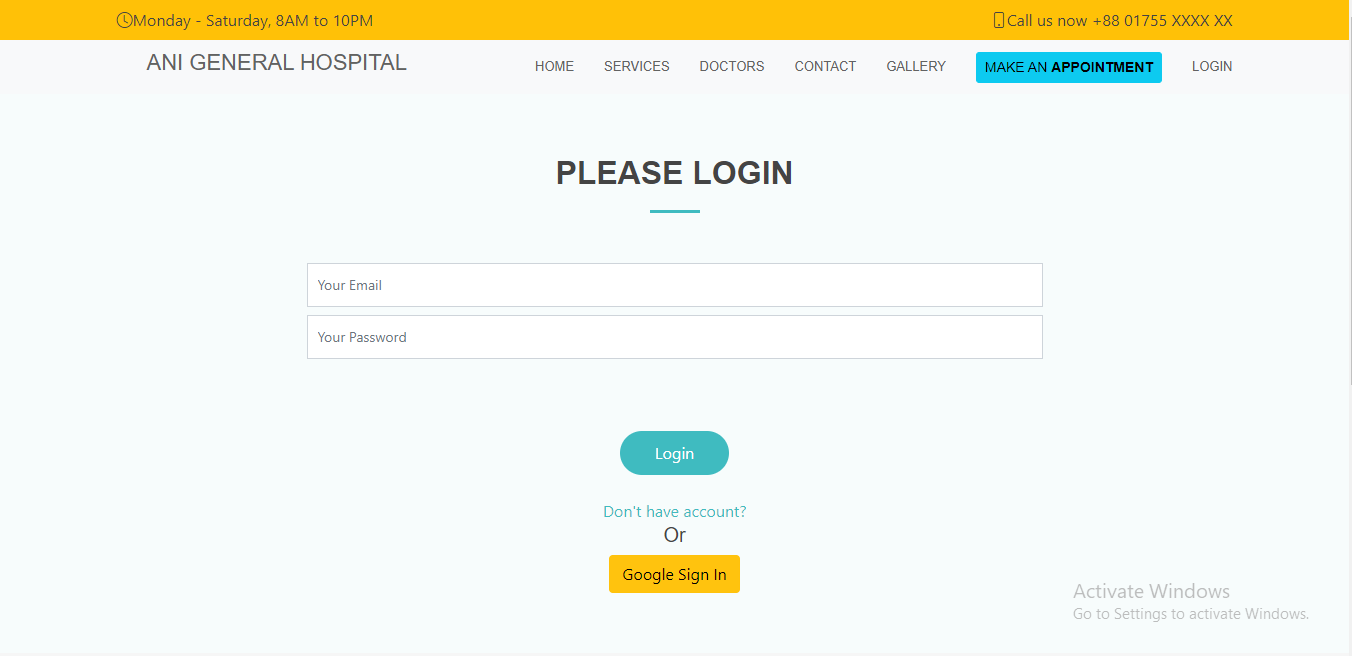 Monday - Saturday, 8AM to 10PM
Call us now +88 01755 XXXX XX
ANI GENERAL HOSPITAL
HOME SERVICES DOCTORS CONTACT GALLERY MAKE AN APPOINTMENT LOGIN
PLEASE LOGIN
Your Email
Your Password
Login
Don't have account?
Or
Google Sign In
Activate Windows
Go to Settings to activate Windows.